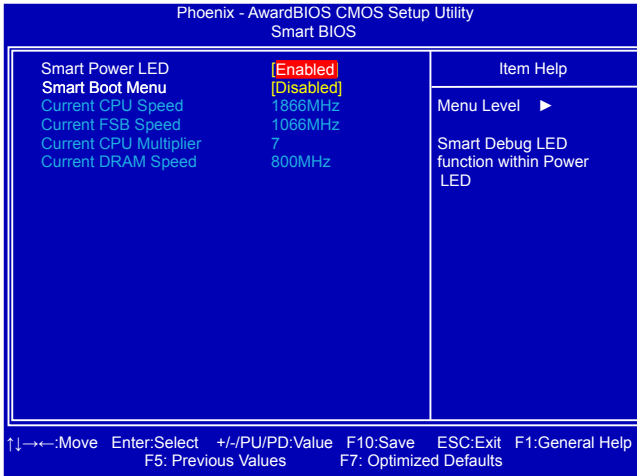 Phoenix - AwardBIOS CMOS Setup Utility
Smart BIOS
Smart Power LED [Enabled]
Smart Boot Menu [Disabled]
Current CPU Speed 1866MHz
Current FSB Speed 1066MHz
Current CPU Multiplier 7
Current DRAM Speed 800MHz
Item Help
Menu Level ►
Smart Debug LED
function within Power
LED
↑↓→←:Move Enter:Select +/-/PU/PD:Value F10:Save ESC:Exit F1:General Help
F5: Previous Values F7: Optimized Defaults